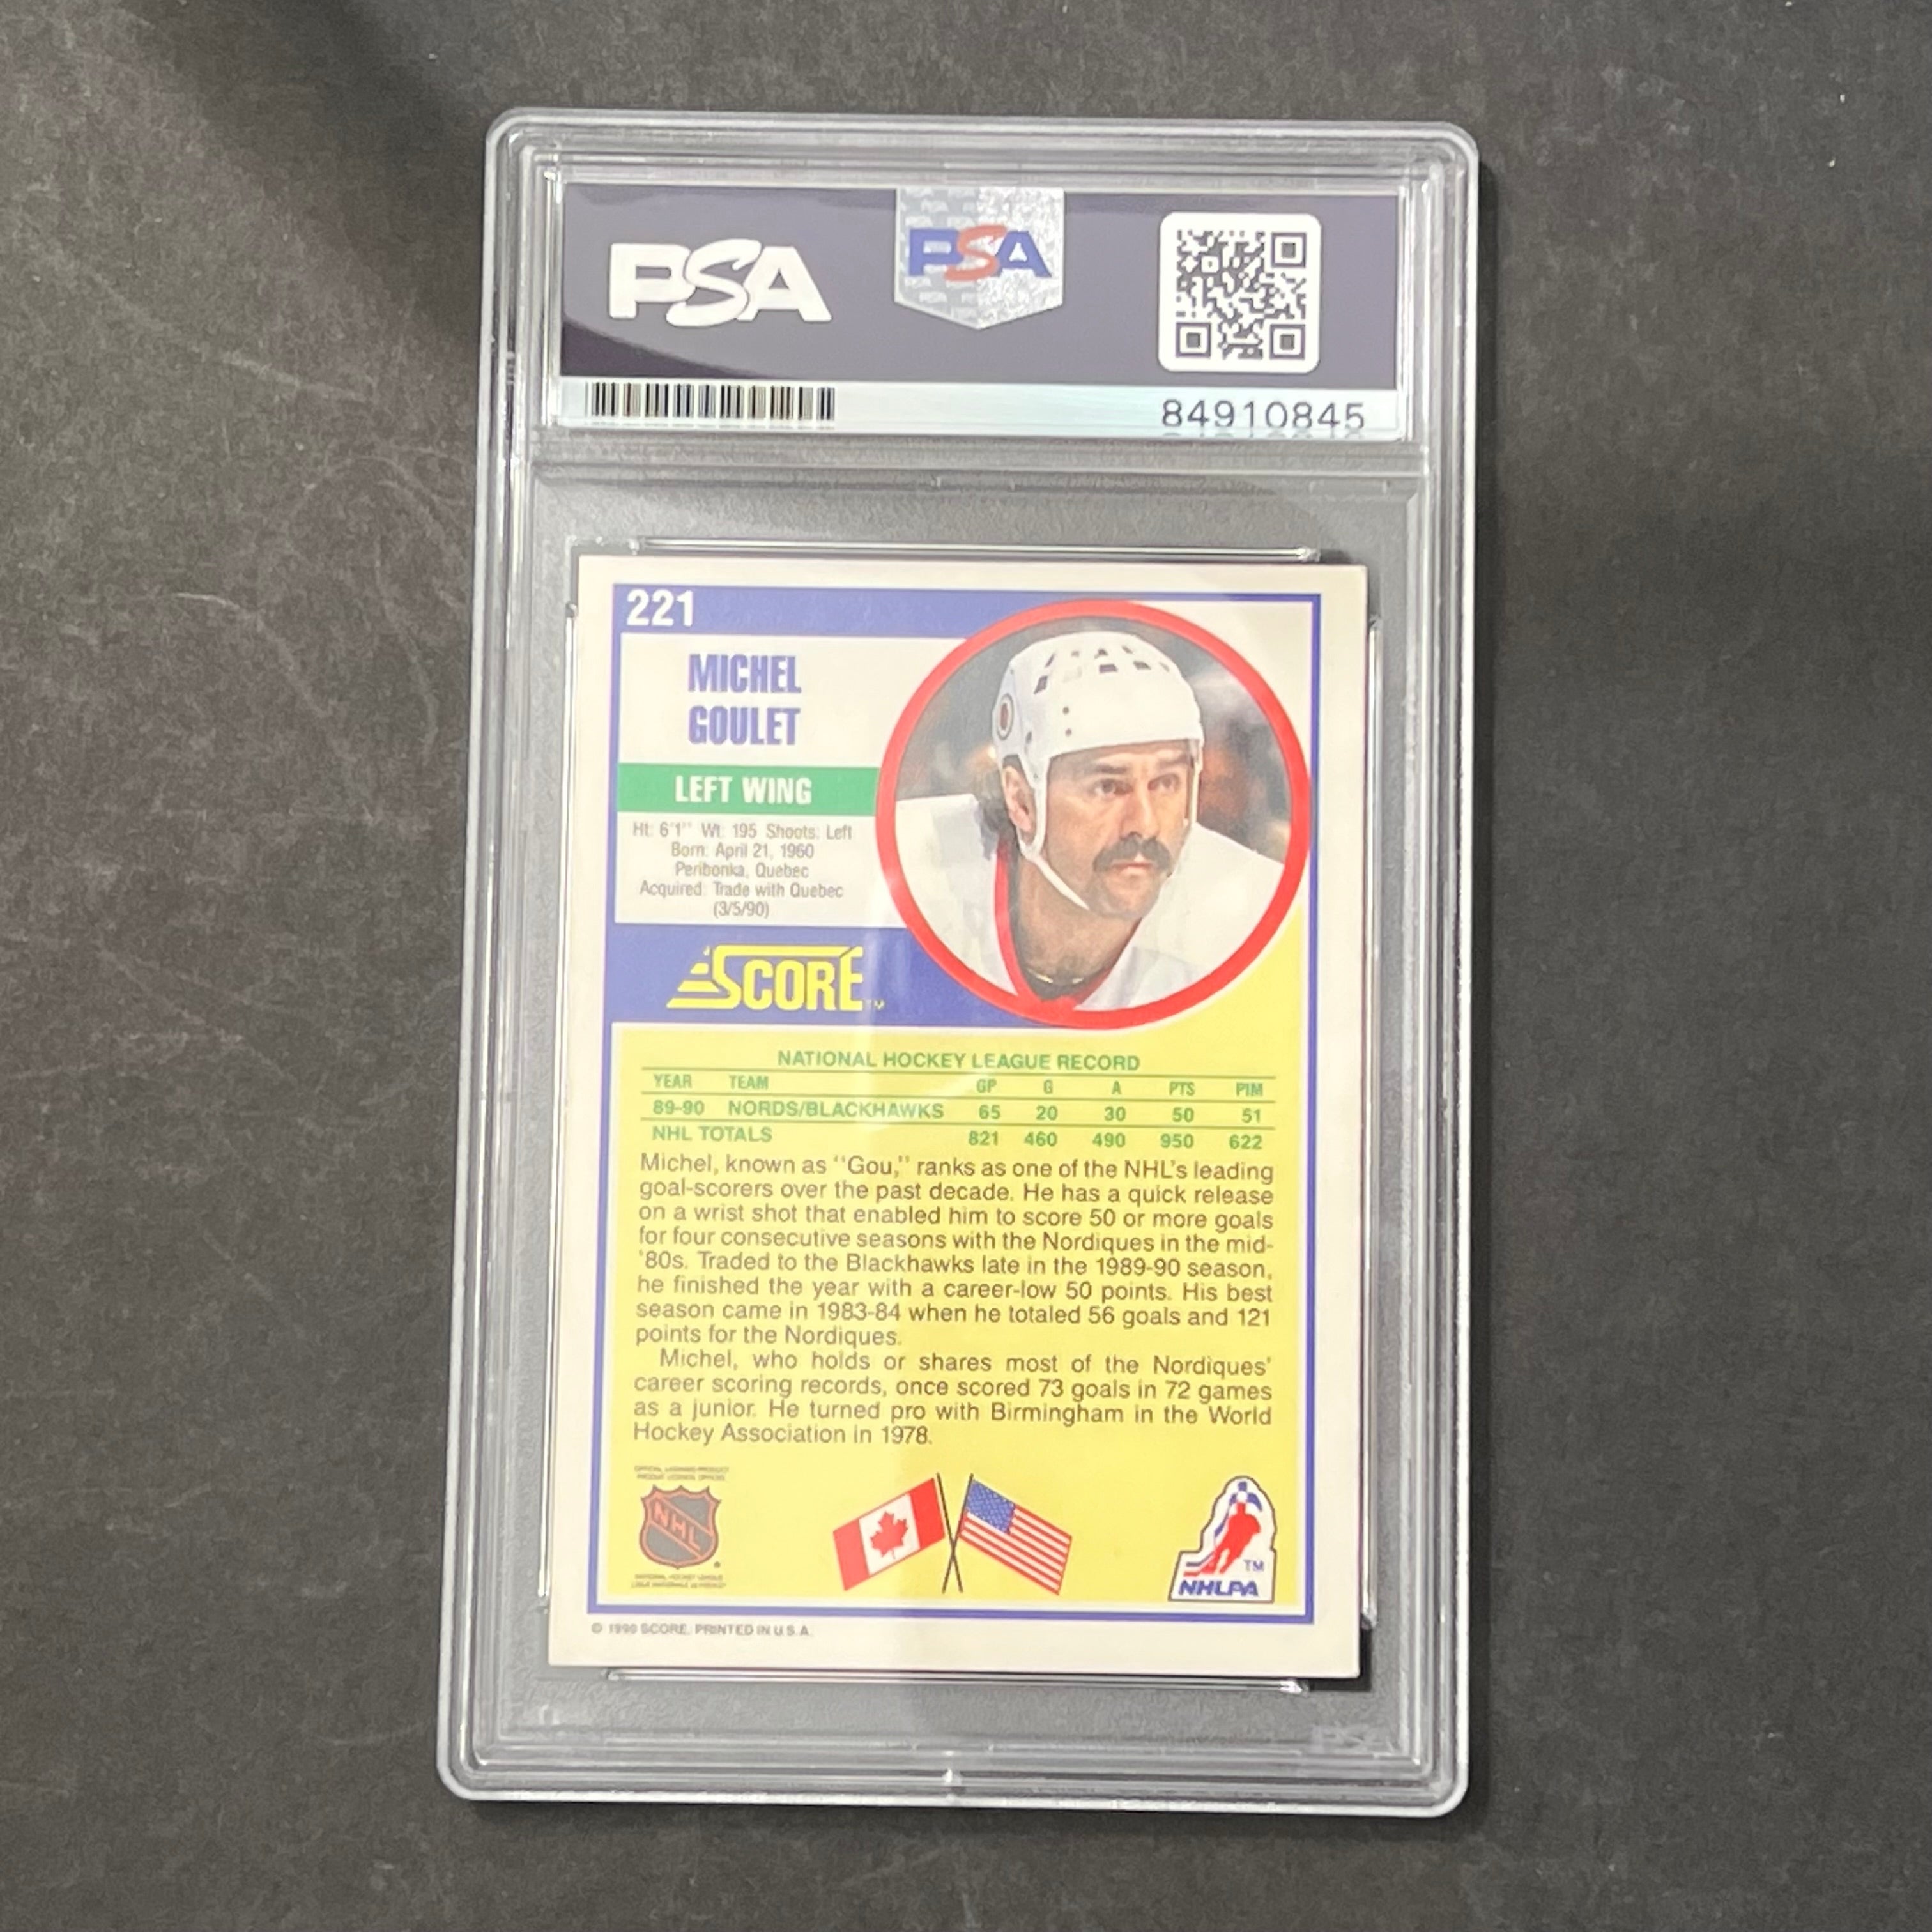 PSA
PSA
84910845
221
MICHEL
GOULET
LEFT WING
Ht: 6'1" Wt: 195 Shoots: Left
Born: April 21, 1960
Peribonka, Quebec
Acquired: Trade with Quebec
(3/5/90)
SCORE TM
NATIONAL HOCKEY LEAGUE RECORD
YEAR TEAM GP G A PTS PIM
89-90 NORDS/BLACKHAWKS 65 20 30 50 51
NHL TOTALS 821 460 490 950 622
Michel, known as "Gou," ranks as one of the NHL's leading
goal-scorers over the past decade. He has a quick release
on a wrist shot that enabled him to score 50 or more goals
for four consecutive seasons with the Nordiques in the mid-
'80s. Traded to the Blackhawks late in the 1989-90 season,
he finished the year with a career-low 50 points. His best
season came in 1983-84 when he totaled 56 goals and 121
points for the Nordiques.
Michel, who holds or shares most of the Nordiques'
career scoring records, once scored 73 goals in 72 games
as a junior. He turned pro with Birmingham in the World
Hockey Association in 1978.
NHL
TM
NHLPA
© 1990 SCORE. PRINTED IN U.S.A.